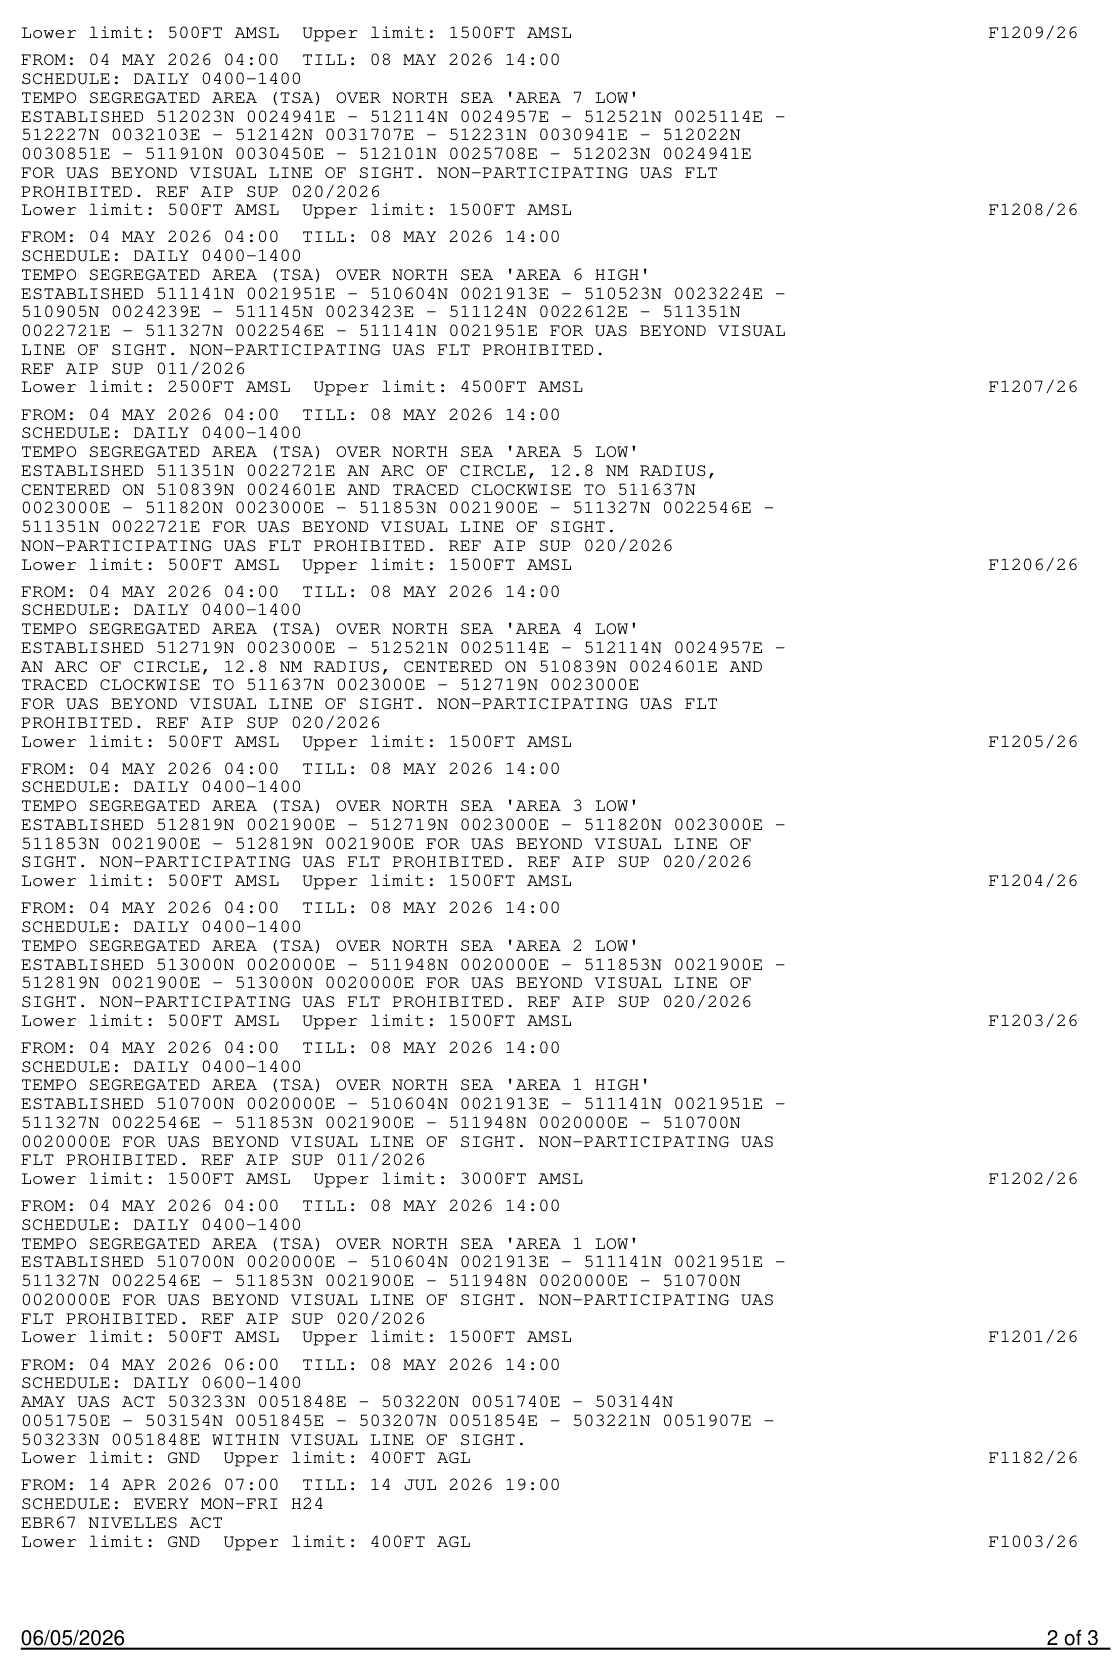 Lower limit: 500FT AMSL  Upper limit: 1500FT AMSL F1209/26
FROM: 04 MAY 2026 04:00  TILL: 08 MAY 2026 14:00
SCHEDULE: DAILY 0400-1400
TEMPO SEGREGATED AREA (TSA) OVER NORTH SEA 'AREA 7 LOW'
ESTABLISHED 512023N 0024941E - 512114N 0024957E - 512521N 0025114E -
512227N 0032103E - 512142N 0031707E - 512231N 0030941E - 512022N
0030851E - 511910N 0030450E - 512101N 0025708E - 512023N 0024941E
FOR UAS BEYOND VISUAL LINE OF SIGHT. NON-PARTICIPATING UAS FLT
PROHIBITED. REF AIP SUP 020/2026
Lower limit: 500FT AMSL  Upper limit: 1500FT AMSL F1208/26
FROM: 04 MAY 2026 04:00  TILL: 08 MAY 2026 14:00
SCHEDULE: DAILY 0400-1400
TEMPO SEGREGATED AREA (TSA) OVER NORTH SEA 'AREA 6 HIGH'
ESTABLISHED 511141N 0021951E - 510604N 0021913E - 510523N 0023224E -
510905N 0024239E - 511145N 0023423E - 511124N 0022612E - 511351N
0022721E - 511327N 0022546E - 511141N 0021951E FOR UAS BEYOND VISUAL
LINE OF SIGHT. NON-PARTICIPATING UAS FLT PROHIBITED.
REF AIP SUP 011/2026
Lower limit: 2500FT AMSL  Upper limit: 4500FT AMSL F1207/26
FROM: 04 MAY 2026 04:00  TILL: 08 MAY 2026 14:00
SCHEDULE: DAILY 0400-1400
TEMPO SEGREGATED AREA (TSA) OVER NORTH SEA 'AREA 5 LOW'
ESTABLISHED 511351N 0022721E AN ARC OF CIRCLE, 12.8 NM RADIUS,
CENTERED ON 510839N 0024601E AND TRACED CLOCKWISE TO 511637N
0023000E - 511820N 0023000E - 511853N 0021900E - 511327N 0022546E -
511351N 0022721E FOR UAS BEYOND VISUAL LINE OF SIGHT.
NON-PARTICIPATING UAS FLT PROHIBITED. REF AIP SUP 020/2026
Lower limit: 500FT AMSL  Upper limit: 1500FT AMSL F1206/26
FROM: 04 MAY 2026 04:00  TILL: 08 MAY 2026 14:00
SCHEDULE: DAILY 0400-1400
TEMPO SEGREGATED AREA (TSA) OVER NORTH SEA 'AREA 4 LOW'
ESTABLISHED 512719N 0023000E - 512521N 0025114E - 512114N 0024957E -
AN ARC OF CIRCLE, 12.8 NM RADIUS, CENTERED ON 510839N 0024601E AND
TRACED CLOCKWISE TO 511637N 0023000E - 512719N 0023000E
FOR UAS BEYOND VISUAL LINE OF SIGHT. NON-PARTICIPATING UAS FLT
PROHIBITED. REF AIP SUP 020/2026
Lower limit: 500FT AMSL  Upper limit: 1500FT AMSL F1205/26
FROM: 04 MAY 2026 04:00  TILL: 08 MAY 2026 14:00
SCHEDULE: DAILY 0400-1400
TEMPO SEGREGATED AREA (TSA) OVER NORTH SEA 'AREA 3 LOW'
ESTABLISHED 512819N 0021900E - 512719N 0023000E - 511820N 0023000E -
511853N 0021900E - 512819N 0021900E FOR UAS BEYOND VISUAL LINE OF
SIGHT. NON-PARTICIPATING UAS FLT PROHIBITED. REF AIP SUP 020/2026
Lower limit: 500FT AMSL  Upper limit: 1500FT AMSL F1204/26
FROM: 04 MAY 2026 04:00  TILL: 08 MAY 2026 14:00
SCHEDULE: DAILY 0400-1400
TEMPO SEGREGATED AREA (TSA) OVER NORTH SEA 'AREA 2 LOW'
ESTABLISHED 513000N 0020000E - 511948N 0020000E - 511853N 0021900E -
512819N 0021900E - 513000N 0020000E FOR UAS BEYOND VISUAL LINE OF
SIGHT. NON-PARTICIPATING UAS FLT PROHIBITED. REF AIP SUP 020/2026
Lower limit: 500FT AMSL  Upper limit: 1500FT AMSL F1203/26
FROM: 04 MAY 2026 04:00  TILL: 08 MAY 2026 14:00
SCHEDULE: DAILY 0400-1400
TEMPO SEGREGATED AREA (TSA) OVER NORTH SEA 'AREA 1 HIGH'
ESTABLISHED 510700N 0020000E - 510604N 0021913E - 511141N 0021951E -
511327N 0022546E - 511853N 0021900E - 511948N 0020000E - 510700N
0020000E FOR UAS BEYOND VISUAL LINE OF SIGHT. NON-PARTICIPATING UAS
FLT PROHIBITED. REF AIP SUP 011/2026
Lower limit: 1500FT AMSL  Upper limit: 3000FT AMSL F1202/26
FROM: 04 MAY 2026 04:00  TILL: 08 MAY 2026 14:00
SCHEDULE: DAILY 0400-1400
TEMPO SEGREGATED AREA (TSA) OVER NORTH SEA 'AREA 1 LOW'
ESTABLISHED 510700N 0020000E - 510604N 0021913E - 511141N 0021951E -
511327N 0022546E - 511853N 0021900E - 511948N 0020000E - 510700N
0020000E FOR UAS BEYOND VISUAL LINE OF SIGHT. NON-PARTICIPATING UAS
FLT PROHIBITED. REF AIP SUP 020/2026
Lower limit: 500FT AMSL  Upper limit: 1500FT AMSL F1201/26
FROM: 04 MAY 2026 06:00  TILL: 08 MAY 2026 14:00
SCHEDULE: DAILY 0600-1400
AMAY UAS ACT 503233N 0051848E - 503220N 0051740E - 503144N
0051750E - 503154N 0051845E - 503207N 0051854E - 503221N 0051907E -
503233N 0051848E WITHIN VISUAL LINE OF SIGHT.
Lower limit: GND  Upper limit: 400FT AGL F1182/26
FROM: 14 APR 2026 07:00  TILL: 14 JUL 2026 19:00
SCHEDULE: EVERY MON-FRI H24
EBR67 NIVELLES ACT
Lower limit: GND  Upper limit: 400FT AGL F1003/26
06/05/2026 2 of 3